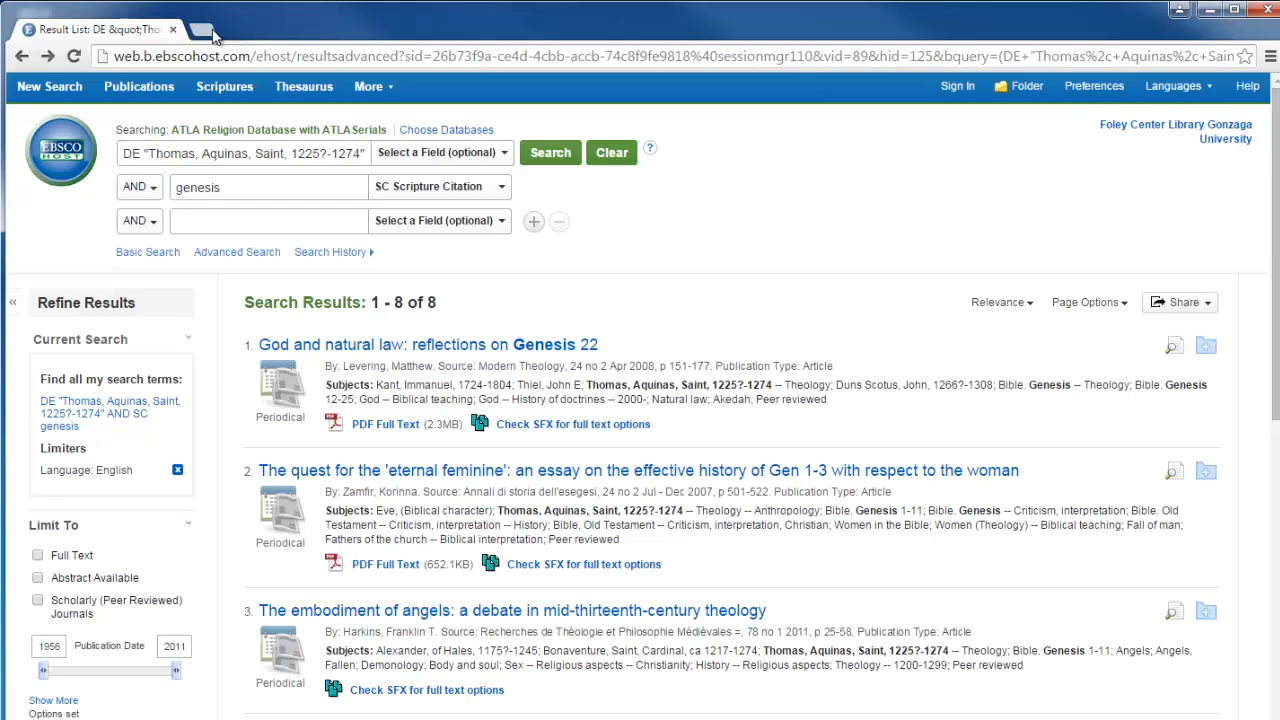 Result List: DE &quot;Tho
web.b.ebscohost.com/ehost/resultsadvanced?sid=26b73f9a-ce4d-4cbb-accb-74c8f9fe9818%40sessionmgr110&vid=89&hid=125&bquery=(DE+"Thomas%2c+Aquinas%2c+Sain
New Search Publications Scriptures Thesaurus More Sign In Folder Preferences Languages Help
Searching: ATLA Religion Database with ATLASerials Choose Databases
Foley Center Library Gonzaga
University
EBSCO
HOST
DE "Thomas, Aquinas, Saint, 1225?-1274" Select a Field (optional) Search Clear ?
AND genesis SC Scripture Citation
AND Select a Field (optional)
Basic Search Advanced Search Search History
«
Refine Results
Current Search
Find all my search terms:
DE "Thomas, Aquinas, Saint,
1225?-1274" AND SC
genesis
Limiters
Language: English
Limit To
Full Text
Abstract Available
Scholarly (Peer Reviewed)
Journals
1956 Publication Date 2011
Show More
Options set
Search Results: 1 - 8 of 8
Relevance Page Options Share
1. God and natural law: reflections on Genesis 22
By: Levering, Matthew. Source: Modern Theology, 24 no 2 Apr 2008, p 151-177. Publication Type: Article
Subjects: Kant, Immanuel, 1724-1804; Thiel, John E; Thomas, Aquinas, Saint, 1225?-1274 -- Theology; Duns Scotus, John, 1266?-1308; Bible. Genesis -- Theology; Bible. Genesis
12-25; God -- Biblical teaching; God -- History of doctrines -- 2000-; Natural law; Akedah; Peer reviewed
Periodical
PDF Full Text (2.3MB) Check SFX for full text options
2. The quest for the 'eternal feminine': an essay on the effective history of Gen 1-3 with respect to the woman
By: Zamfir, Korinna. Source: Annali di storia dell'esegesi, 24 no 2 Jul - Dec 2007, p 501-522. Publication Type: Article
Subjects: Eve, (Biblical character); Thomas, Aquinas, Saint, 1225?-1274 -- Theology -- Anthropology; Bible. Genesis 1-11; Bible. Genesis -- Criticism, interpretation; Bible. Old
Testament -- Criticism, interpretation -- History; Bible. Old Testament -- Criticism, interpretation, Christian; Women in the Bible; Women (Theology) -- Biblical teaching; Fall of man;
Fathers of the church -- Biblical interpretation; Peer reviewed
Periodical
PDF Full Text (652.1KB) Check SFX for full text options
3. The embodiment of angels: a debate in mid-thirteenth-century theology
By: Harkins, Franklin T. Source: Recherches de Théologie et Philosophie Médiévales =, 78 no 1 2011, p 25-58. Publication Type: Article
Subjects: Alexander, of Hales, 1175?-1245; Bonaventure, Saint, Cardinal, ca 1217-1274; Thomas, Aquinas, Saint, 1225?-1274 -- Theology; Bible. Genesis 1-11; Angels; Angels,
Fallen; Demonology; Body and soul; Sex -- Religious aspects -- Christianity; History -- Religious aspects; Theology -- 1200-1299; Peer reviewed
Periodical
Check SFX for full text options